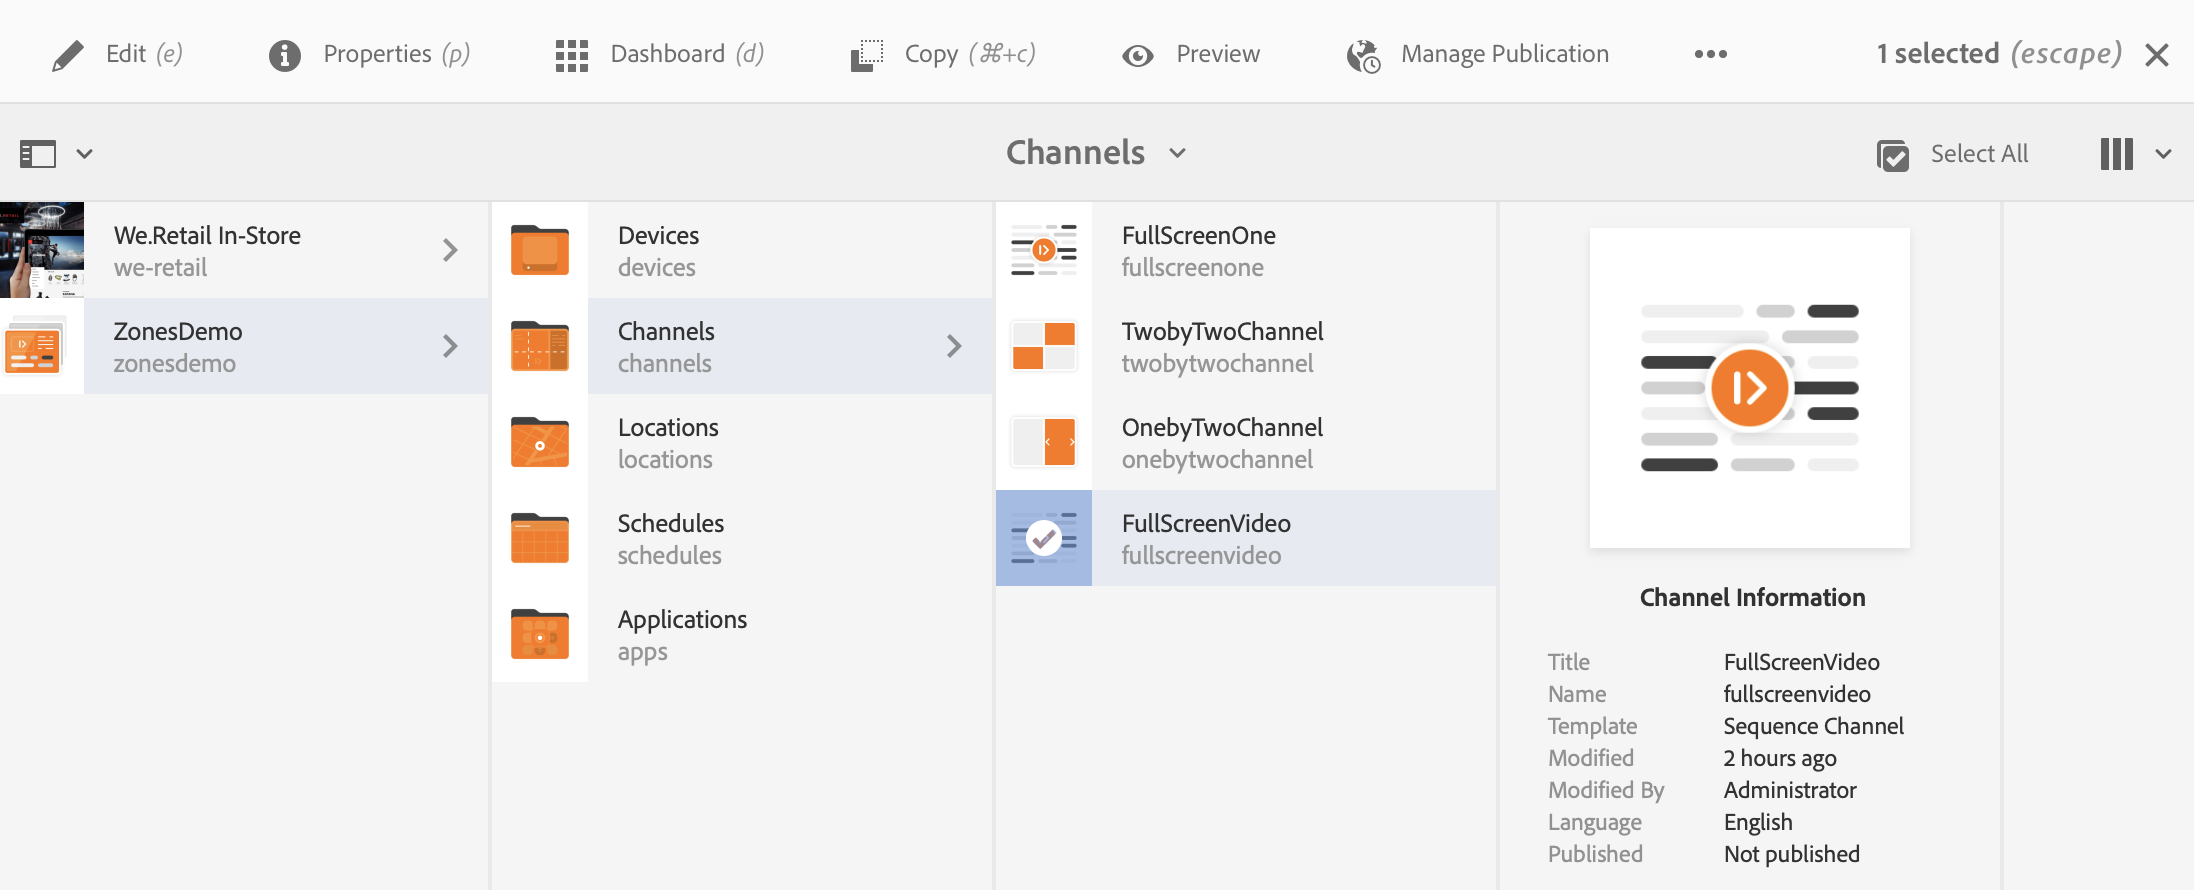 Edit (e)
Properties (p)
Dashboard (d)
Copy (⌘+c)
Preview
Manage Publication
1 selected (escape)
Channels
Select All
We.Retail In-Store
we-retail
ZonesDemo
zonesdemo
Devices
devices
Channels
channels
Locations
locations
Schedules
schedules
Applications
apps
FullScreenOne
fullscreenone
TwobyTwoChannel
twobytwochannel
OnebyTwoChannel
onebytwochannel
FullScreenVideo
fullscreenvideo
Channel Information
Title FullScreenVideo
Name fullscreenvideo
Template Sequence Channel
Modified 2 hours ago
Modified By Administrator
Language English
Published Not published